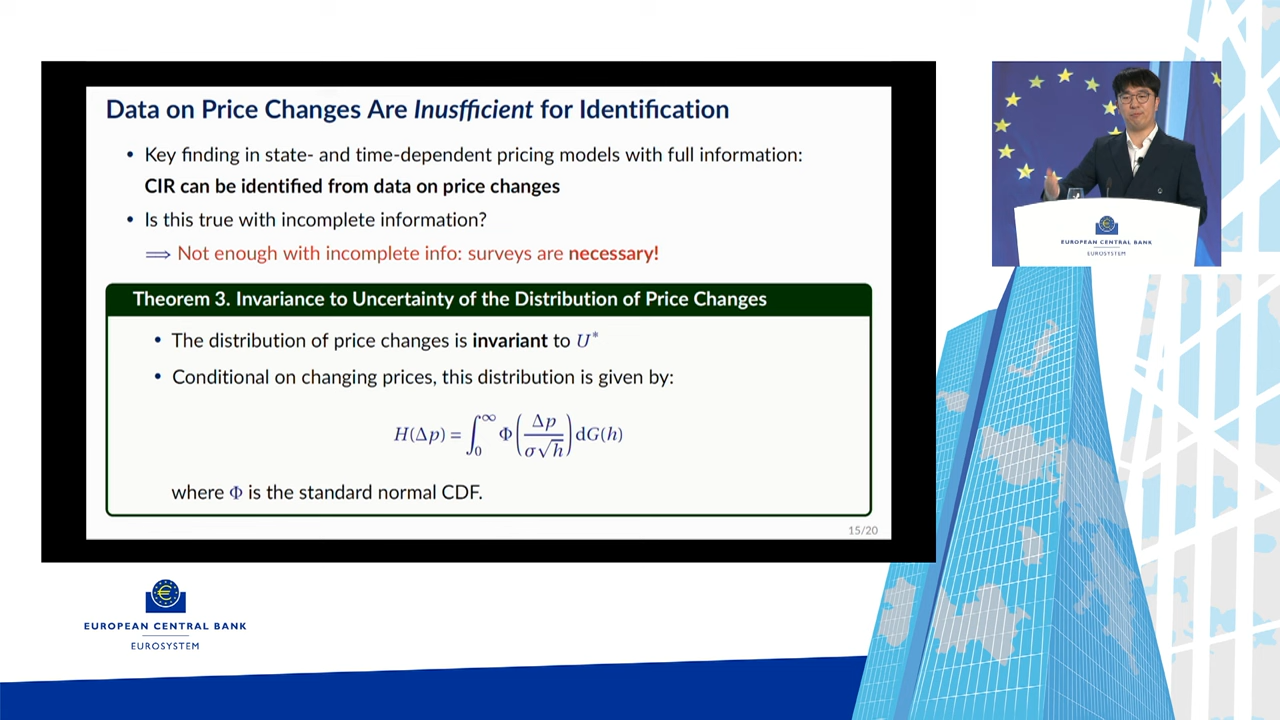 Data on Price Changes Are Inusfficient for Identification
• Key finding in state- and time-dependent pricing models with full information:
CIR can be identified from data on price changes
• Is this true with incomplete information?
⟹ Not enough with incomplete info: surveys are necessary!
Theorem 3. Invariance to Uncertainty of the Distribution of Price Changes
• The distribution of price changes is invariant to U*
• Conditional on changing prices, this distribution is given by:
H(Δp) = ∫₀^∞ Φ(Δp / σ√h) dG(h)
where Φ is the standard normal CDF.
15/20
EUROPEAN CENTRAL BANK
EUROSYSTEM
EUROPEAN CENTRAL BANK
EUROSYSTEM